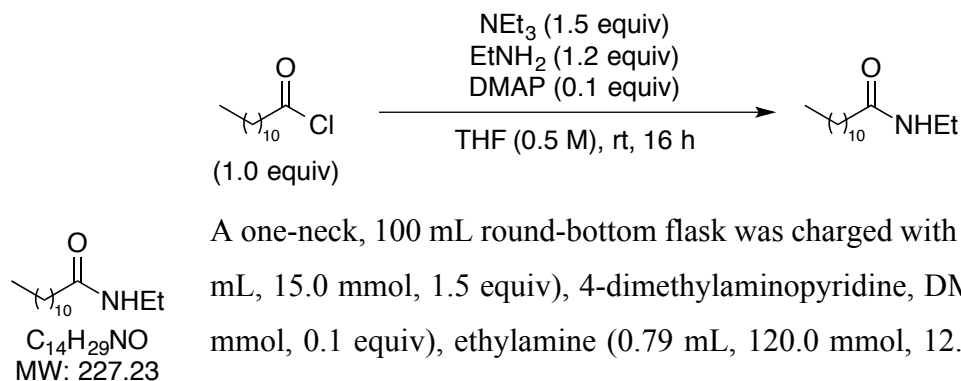 NEt₃ (1.5 equiv)
EtNH₂ (1.2 equiv)
DMAP (0.1 equiv)
O
Cl
10
(1.0 equiv)
THF (0.5 M), rt, 16 h
O
NHEt
10
A one-neck, 100 mL round-bottom flask was charged with
mL, 15.0 mmol, 1.5 equiv), 4-dimethylaminopyridine,
mmol, 0.1 equiv), ethylamine (0.79 mL, 120.0 mmol, 12.
O
NHEt
10
C₁₄H₂₉NO
MW: 227.23